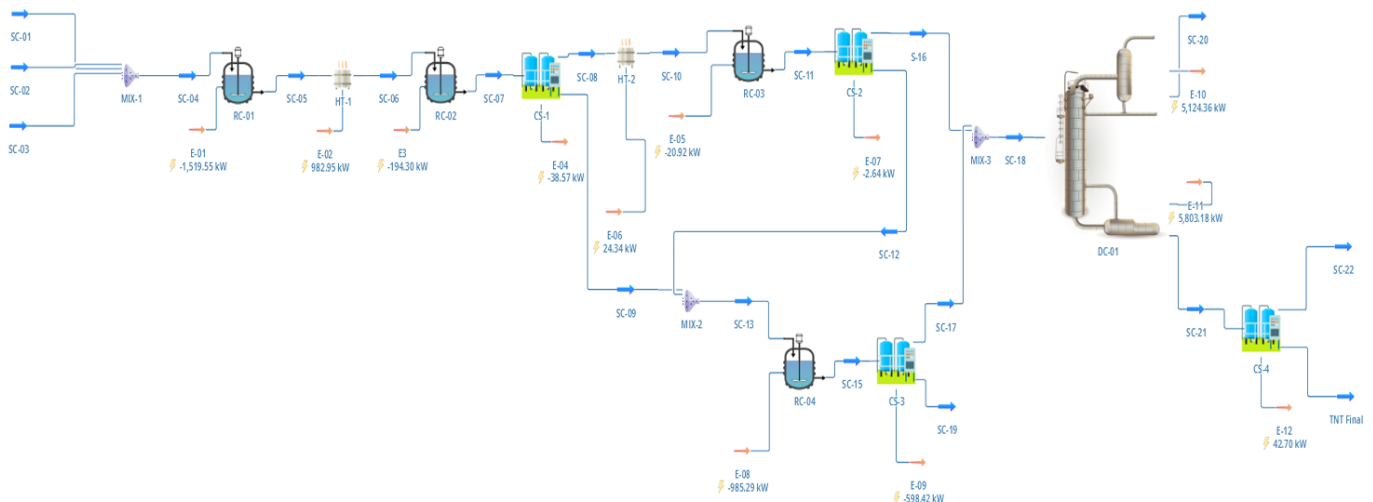 SC-01
SC-02
SC-03
MIX-1
SC-04
RC-01
E-01
-1,519.55 kW
SC-05
HT-1
E-02
982.95 kW
SC-06
RC-02
E3
-194.30 kW
SC-07
CS-1
E-04
-38.57 kW
SC-08
HT-2
E-06
24.34 kW
SC-10
RC-03
E-05
-20.92 kW
SC-11
CS-2
E-07
-2.64 kW
S-16
SC-12
SC-09
MIX-2
SC-13
RC-04
E-08
-985.29 kW
SC-15
CS-3
E-09
-598.42 kW
SC-17
SC-19
MIX-3
SC-18
DC-01
SC-20
E-10
5,124.36 kW
E-11
5,803.18 kW
SC-21
CS-4
E-12
42.70 kW
SC-22
TNT Final